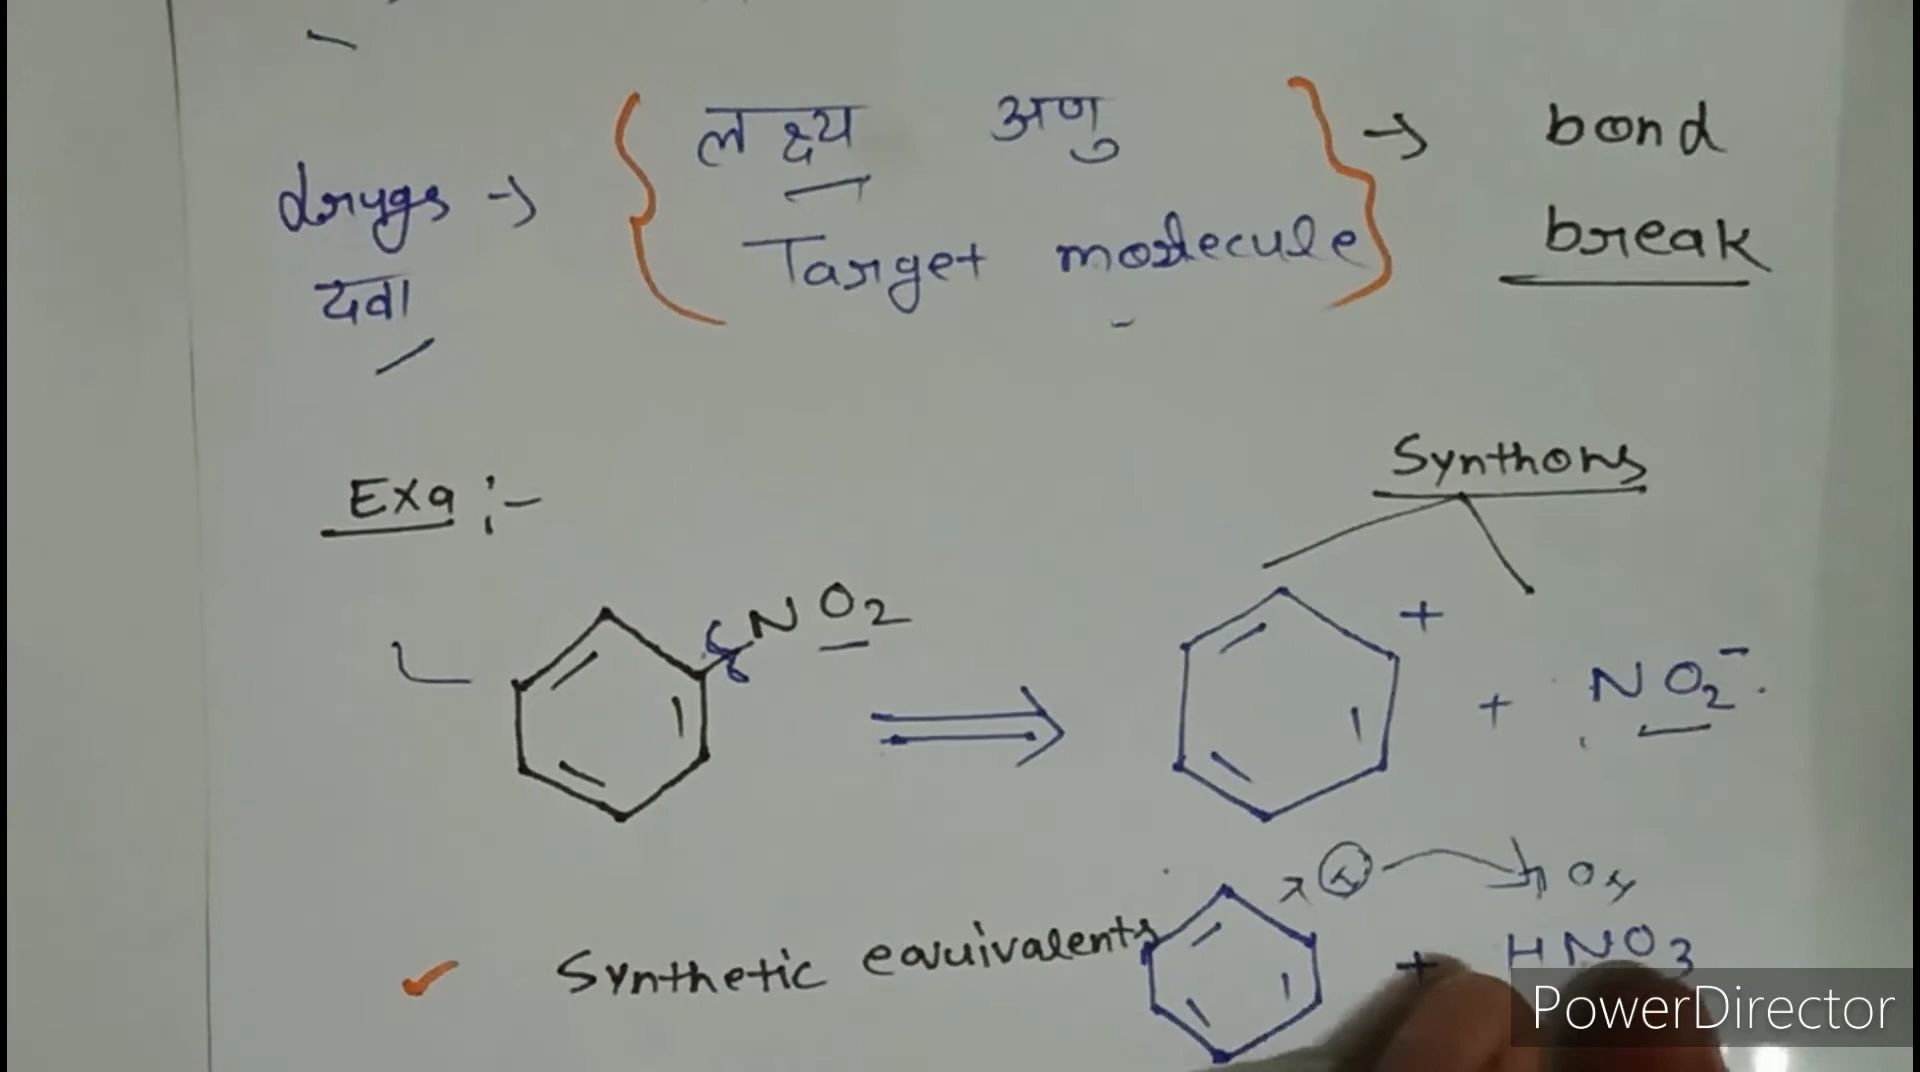 लक्ष्य अणु → bond
drugs → Target molecule break
दवा
Synthons
Exa :-
NO2 +
+ NO2-
Synthetic equivalents + HNO3
PowerDirector